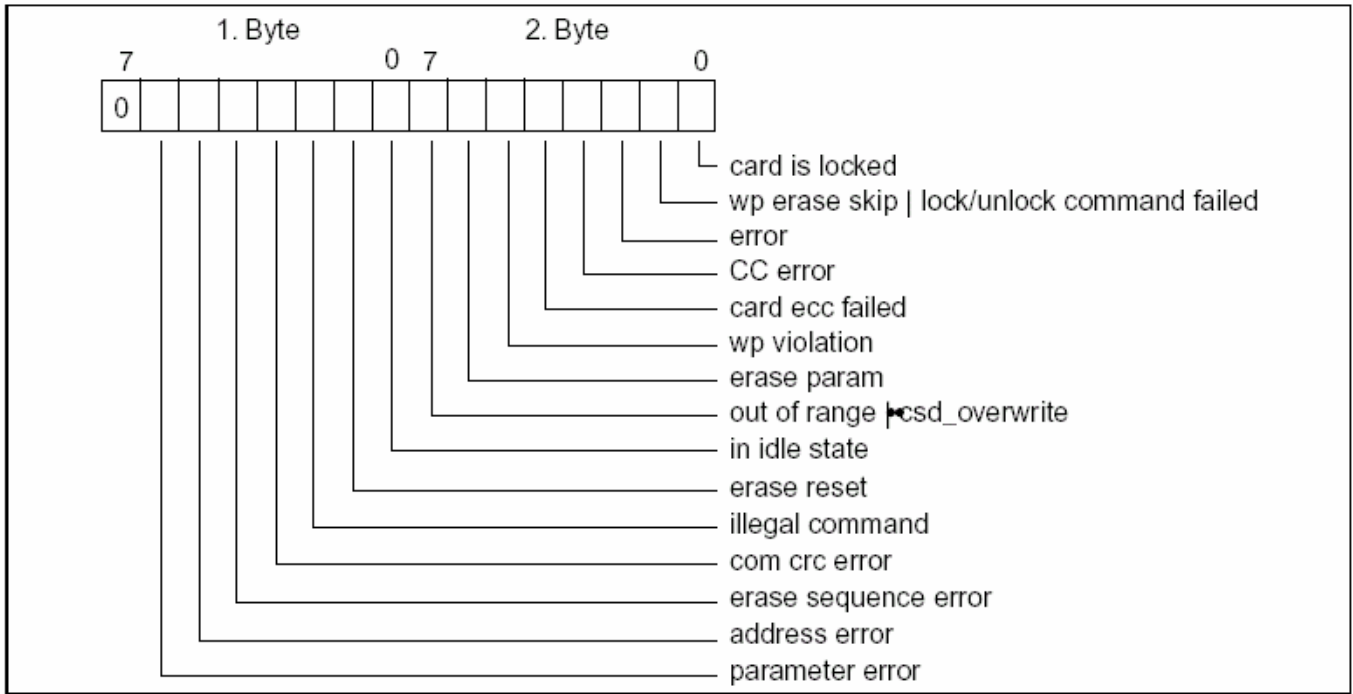 1. Byte 2. Byte
7 0 7 0
0
card is locked
wp erase skip | lock/unlock command failed
error
CC error
card ecc failed
wp violation
erase param
out of range | csd_overwrite
in idle state
erase reset
illegal command
com crc error
erase sequence error
address error
parameter error